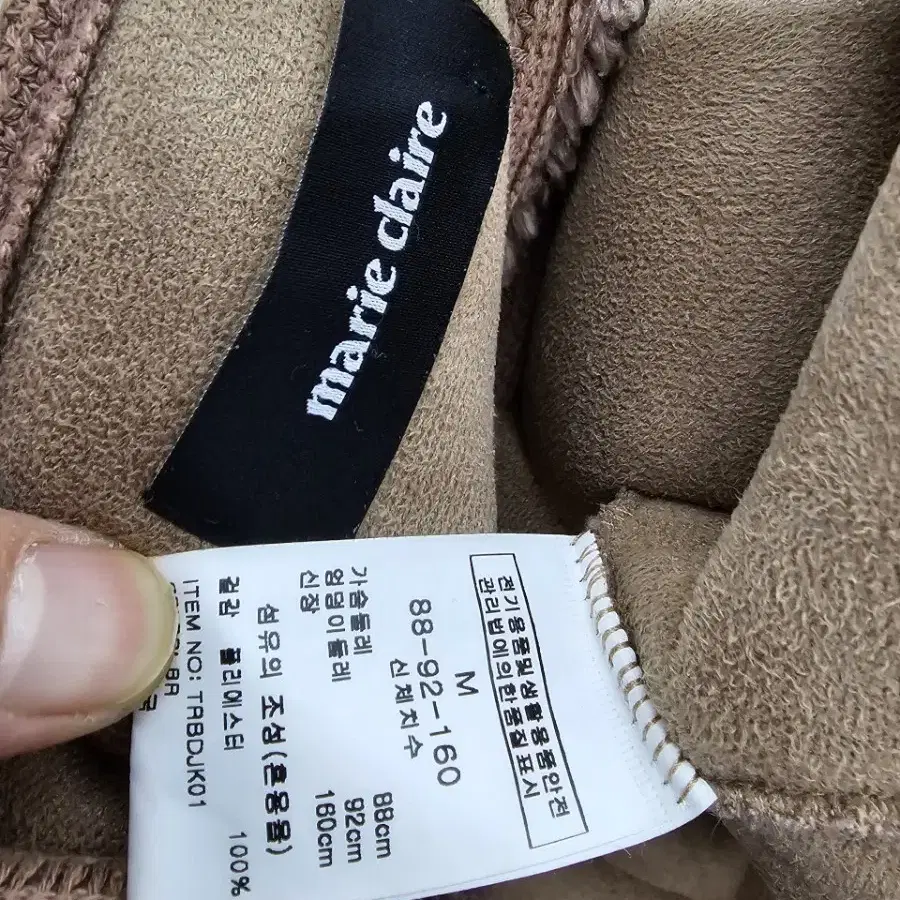 marie claire
전기용품및생활용품안전
관리법에의한품질표시
M
88-92-160
신체치수
가슴둘레 88cm
엉덩이둘레 92cm
신장 160cm
섬유의 조성(혼용율)
겉감 폴리에스터 100%
ITEM NO: TRBDJK01
BR